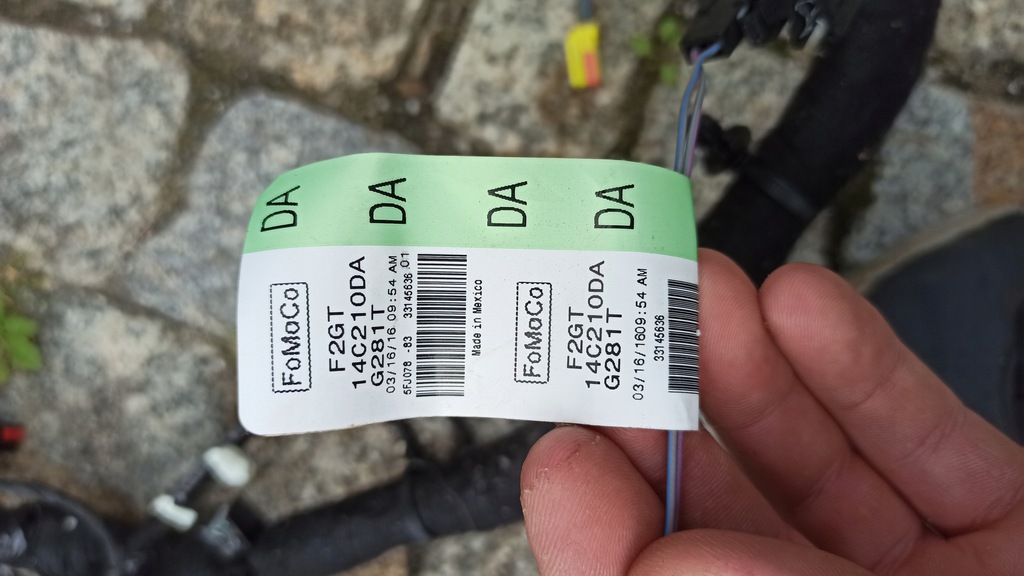 DA
DA
DA
DA
FoMoCo
F2GT
14C210DA
G281T
03/16/16 09:54 AM
5FJ078 -83 33145636 .01
Made in Mexico
FoMoCo
F2GT
14C210DA
G281T
03/16/1609:54 AM
33145636